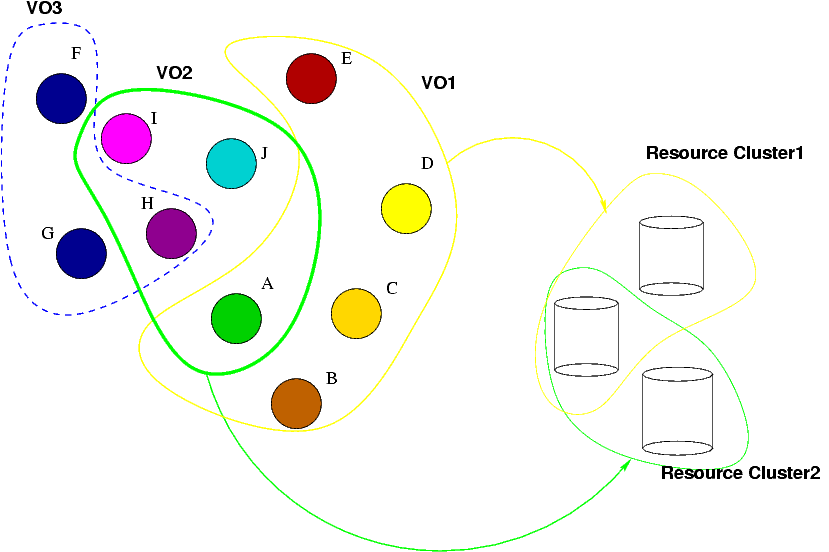 VO3
F
VO2
E
VO1
I
J
Resource Cluster1
D
H
G
A
C
B
Resource Cluster2